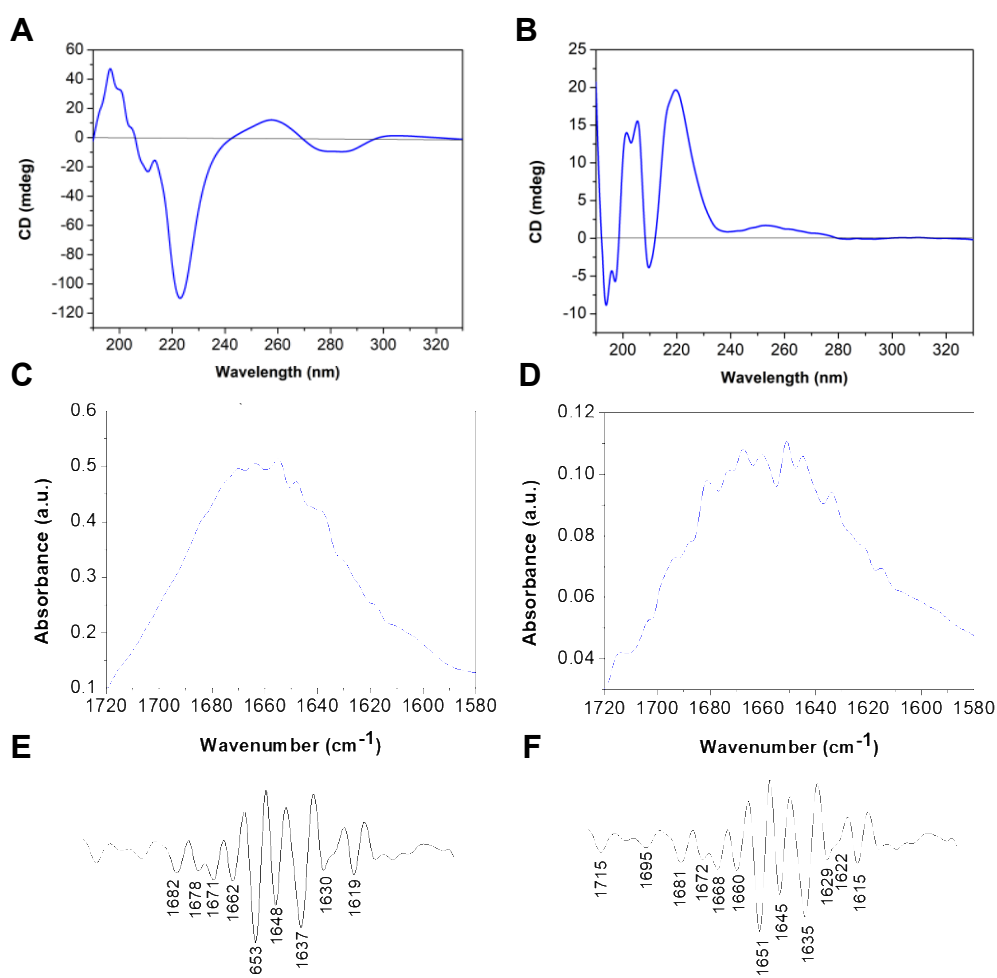 A
60
40
20
0
-20
-40
-60
-80
-100
-120
CD (mdeg)
200 220 240 260 280 300 320
Wavelength (nm)
B
25
20
15
10
5
0
-5
-10
CD (mdeg)
200 220 240 260 280 300 320
Wavelength (nm)
C
0.6
0.5
0.4
0.3
0.2
0.1
Absorbance (a.u.)
1720 1700 1680 1660 1640 1620 1600 1580
Wavenumber (cm-1)
D
0.12
0.10
0.08
0.06
0.04
Absorbance (a.u.)
1720 1700 1680 1660 1640 1620 1600 1580
Wavenumber (cm-1)
E
1682
1678
1671
1662
653
1648
1637
1630
1619
F
1715
1695
1681
1672
1668
1660
1651
1645
1635
1629
1622
1615